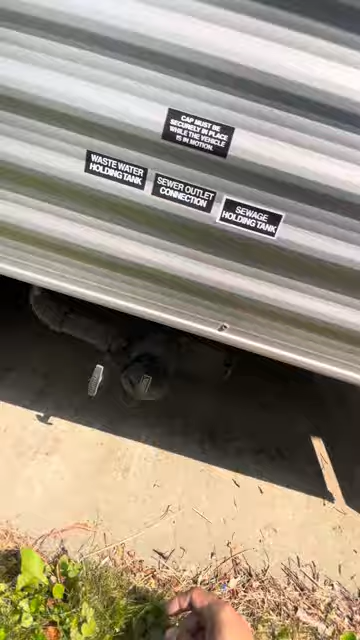 CAP MUST BE
SECURELY IN PLACE
WHILE THE VEHICLE
IS IN MOTION.
WASTE WATER
HOLDING TANK
SEWER OUTLET
CONNECTION
SEWAGE
HOLDING TANK